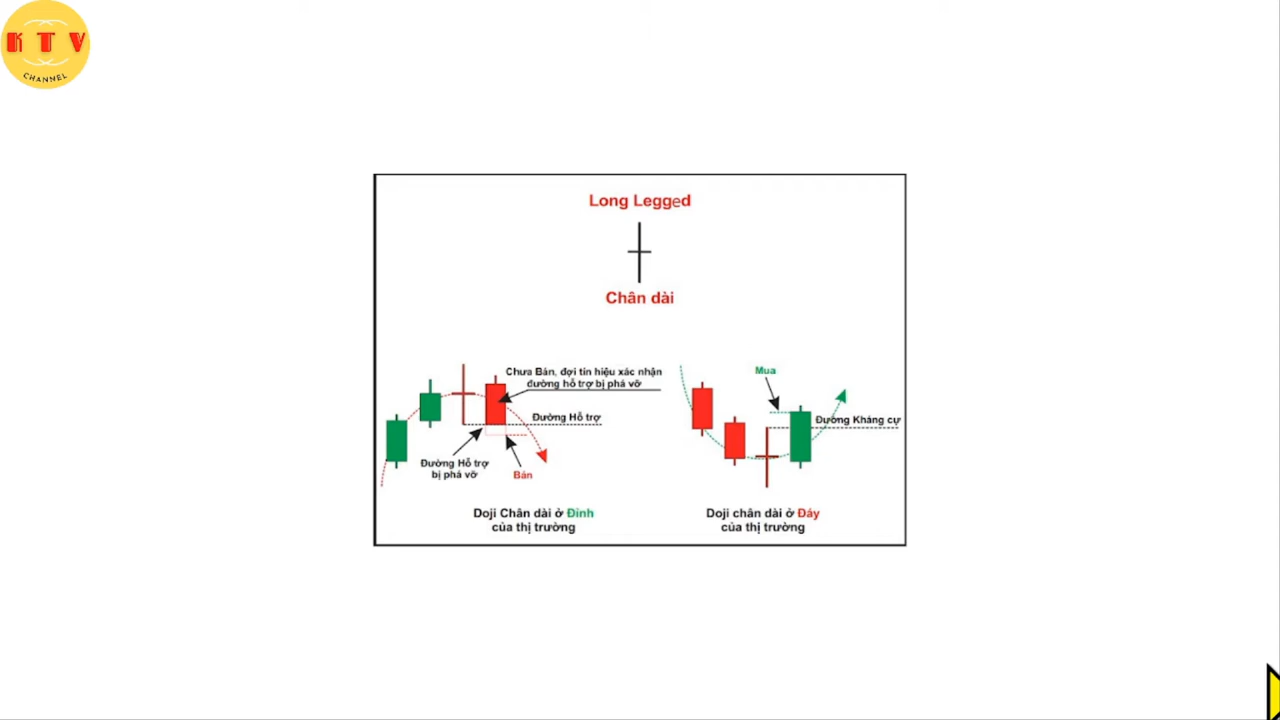 KTV
CHANNEL
Long Legged
Chân dài
Chưa Bán, đợi tín hiệu xác nhận
đường hỗ trợ bị phá vỡ
Đường Hỗ trợ
Đường Hỗ trợ
bị phá vỡ
Bán
Doji Chân dài ở Đỉnh
của thị trường
Mua
Đường Kháng cự
Doji chân dài ở Đáy
của thị trường